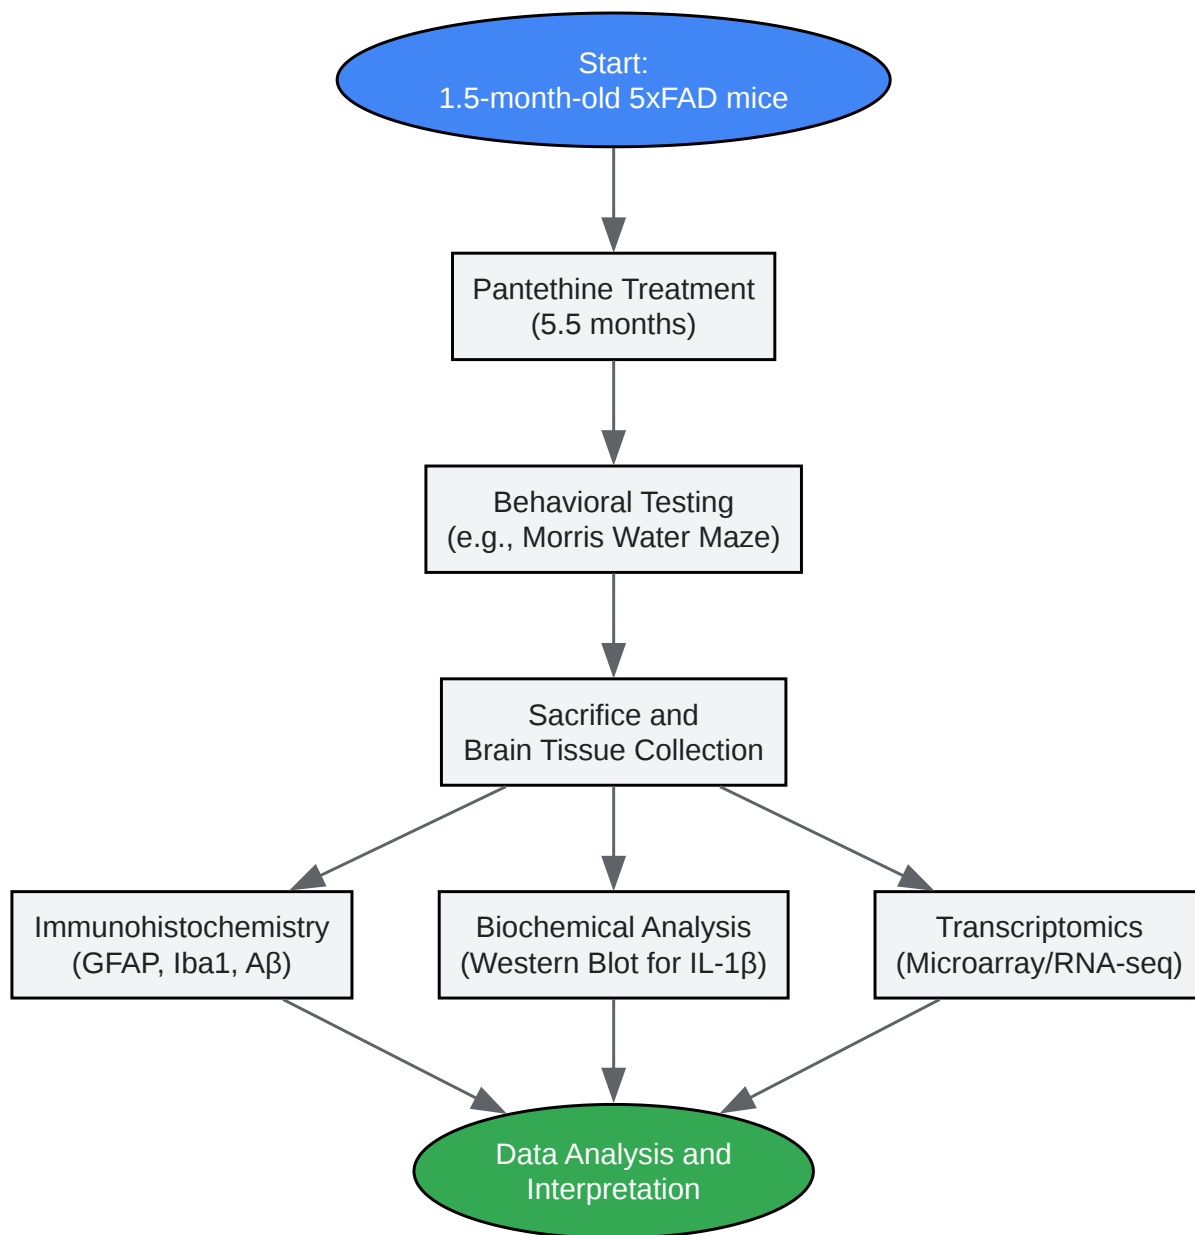 Start:
1.5-month-old 5xFAD mice
Pantethine Treatment
(5.5 months)
Behavioral Testing
(e.g., Morris Water Maze)
Sacrifice and
Brain Tissue Collection
Immunohistochemistry
(GFAP, Iba1, Aβ)
Biochemical Analysis
(Western Blot for IL-1β)
Transcriptomics
(Microarray/RNA-seq)
Data Analysis and
Interpretation